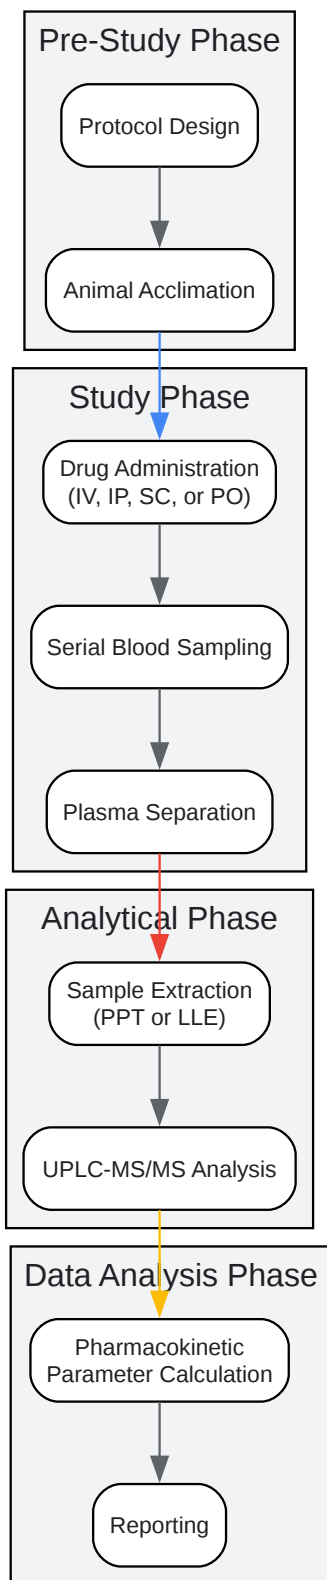 Pre-Study Phase
Protocol Design
Animal Acclimation
Study Phase
Drug Administration
(IV, IP, SC, or PO)
Serial Blood Sampling
Plasma Separation
Analytical Phase
Sample Extraction
(PPT or LLE)
UPLC-MS/MS Analysis
Data Analysis Phase
Pharmacokinetic
Parameter Calculation
Reporting